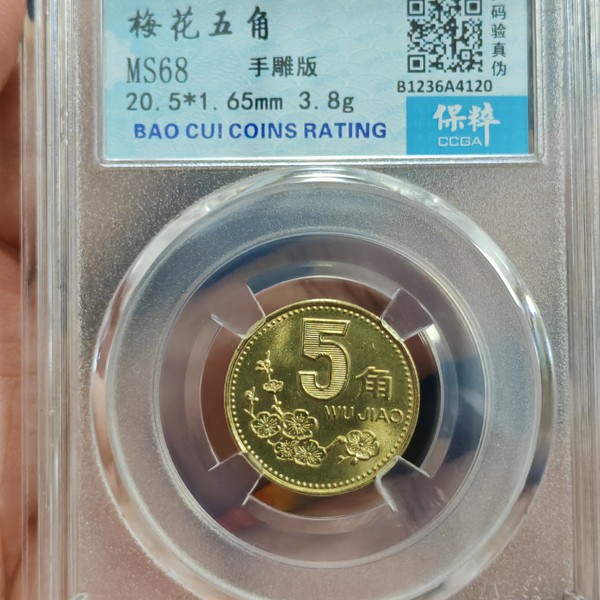 梅花五角
MS68 手雕版
20.5*1.65mm 3.8g
BAO CUI COINS RATING
码验真伪
B1236A4120
保粹
CCGA
5角
WU JIAO